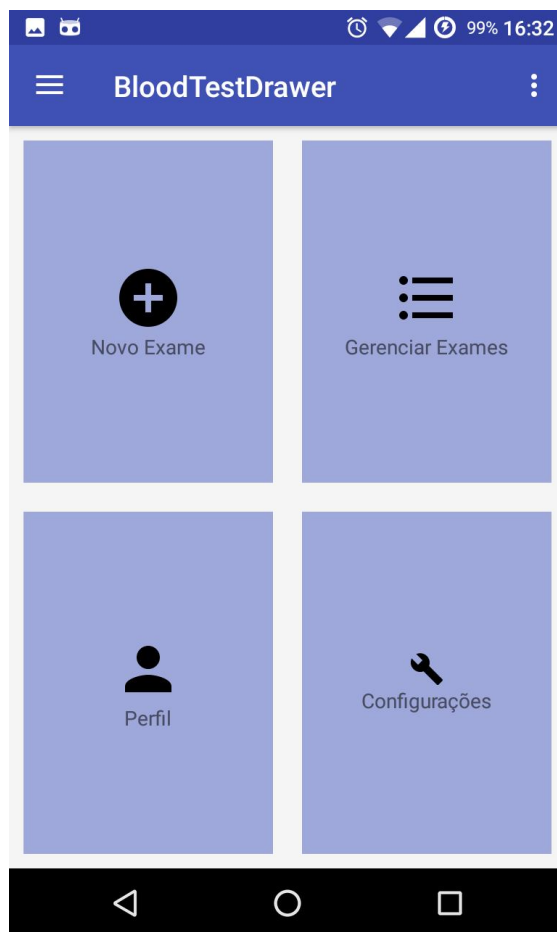 99% 16:32
BloodTestDrawer
Novo Exame
Gerenciar Exames
Perfil
Configurações